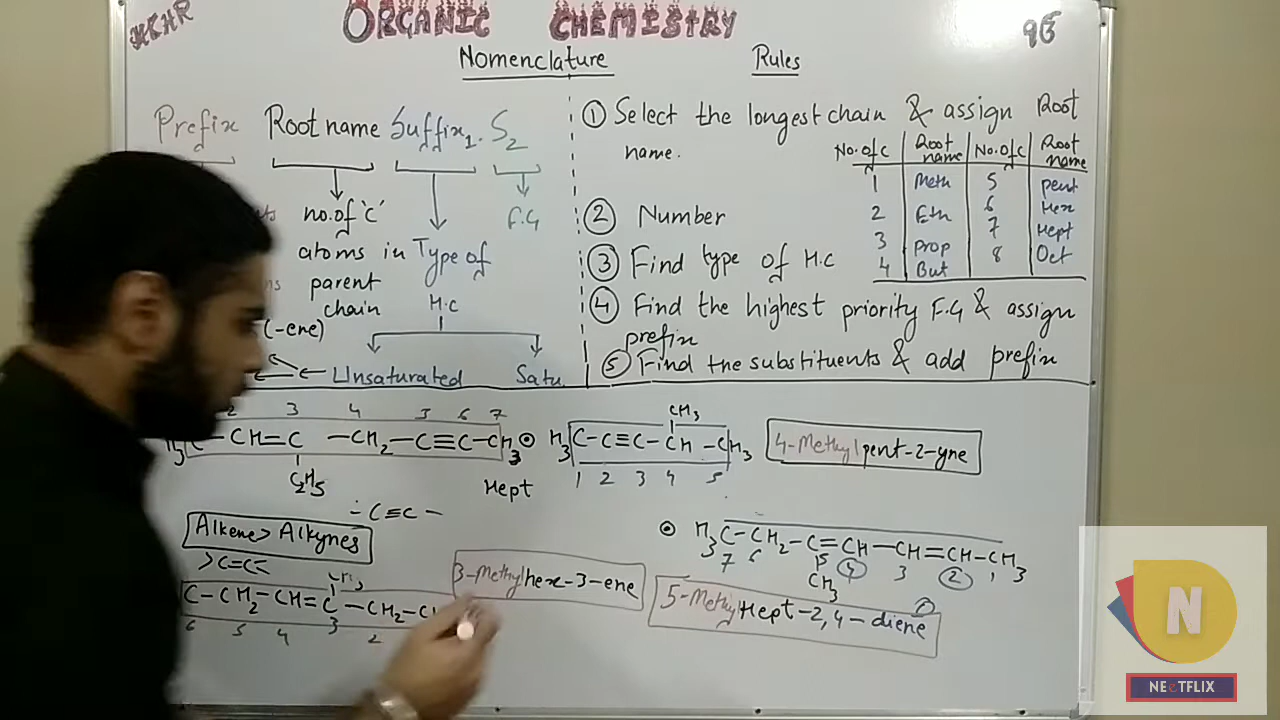 ORGANIC CHEMISTRY
Nomenclature Rules
Prefix Root name Suffix1. S2
no. of 'C'
atoms in
parent
chain
Type of
H.C
F.G
(-ene)
Unsaturated Satu
① Select the longest chain & assign Root
name.
② Number
③ Find type of H.C
④ Find the highest priority F.G & assign
prefix
⑤ Find the substituents & add prefix
No. of C Root name No. of C Root name
1 Meth 5 pent
2 Eth 6 Hex
3 prop 7 Hept
4 But 8 Oct
2 3 4 5 6 7
H3C-CH=C -CH2-C≡C-CH3
C2H5
Hept
CH3
H3C-C≡C-CH-CH3
1 2 3 4 5
4-Methyl pent-2-yne
-C≡C-
Alkene > Alkynes
>C=C<
C-CH2-CH=C-CH2-
6 5 4 3 2
3-Methyl hex-3-ene
H3C-CH2-C=CH-CH=CH-CH3
7 6 5 4 3 2 1
CH3
5-Methyl Hept-2,4-diene
N
NEeTFLIX